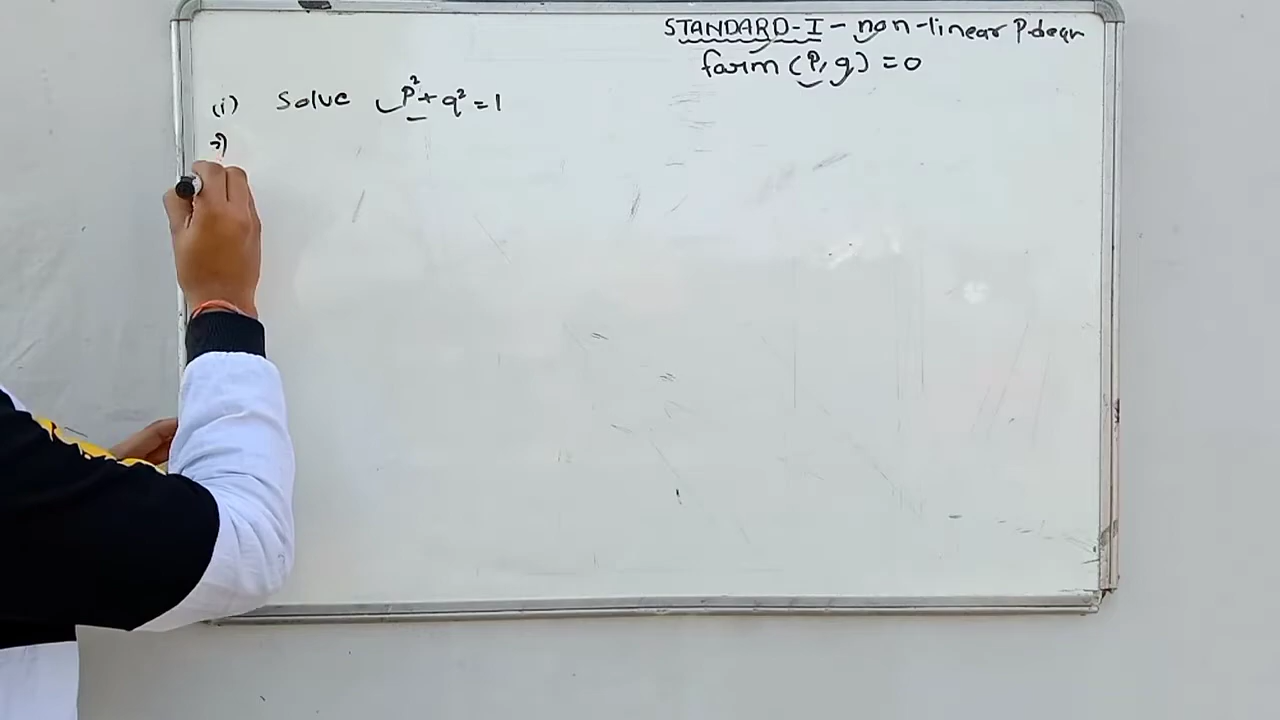 STANDARD-I - non-linear P.deqn
form (P, q) = 0
(i) Solve p² + q² = 1
⇒)